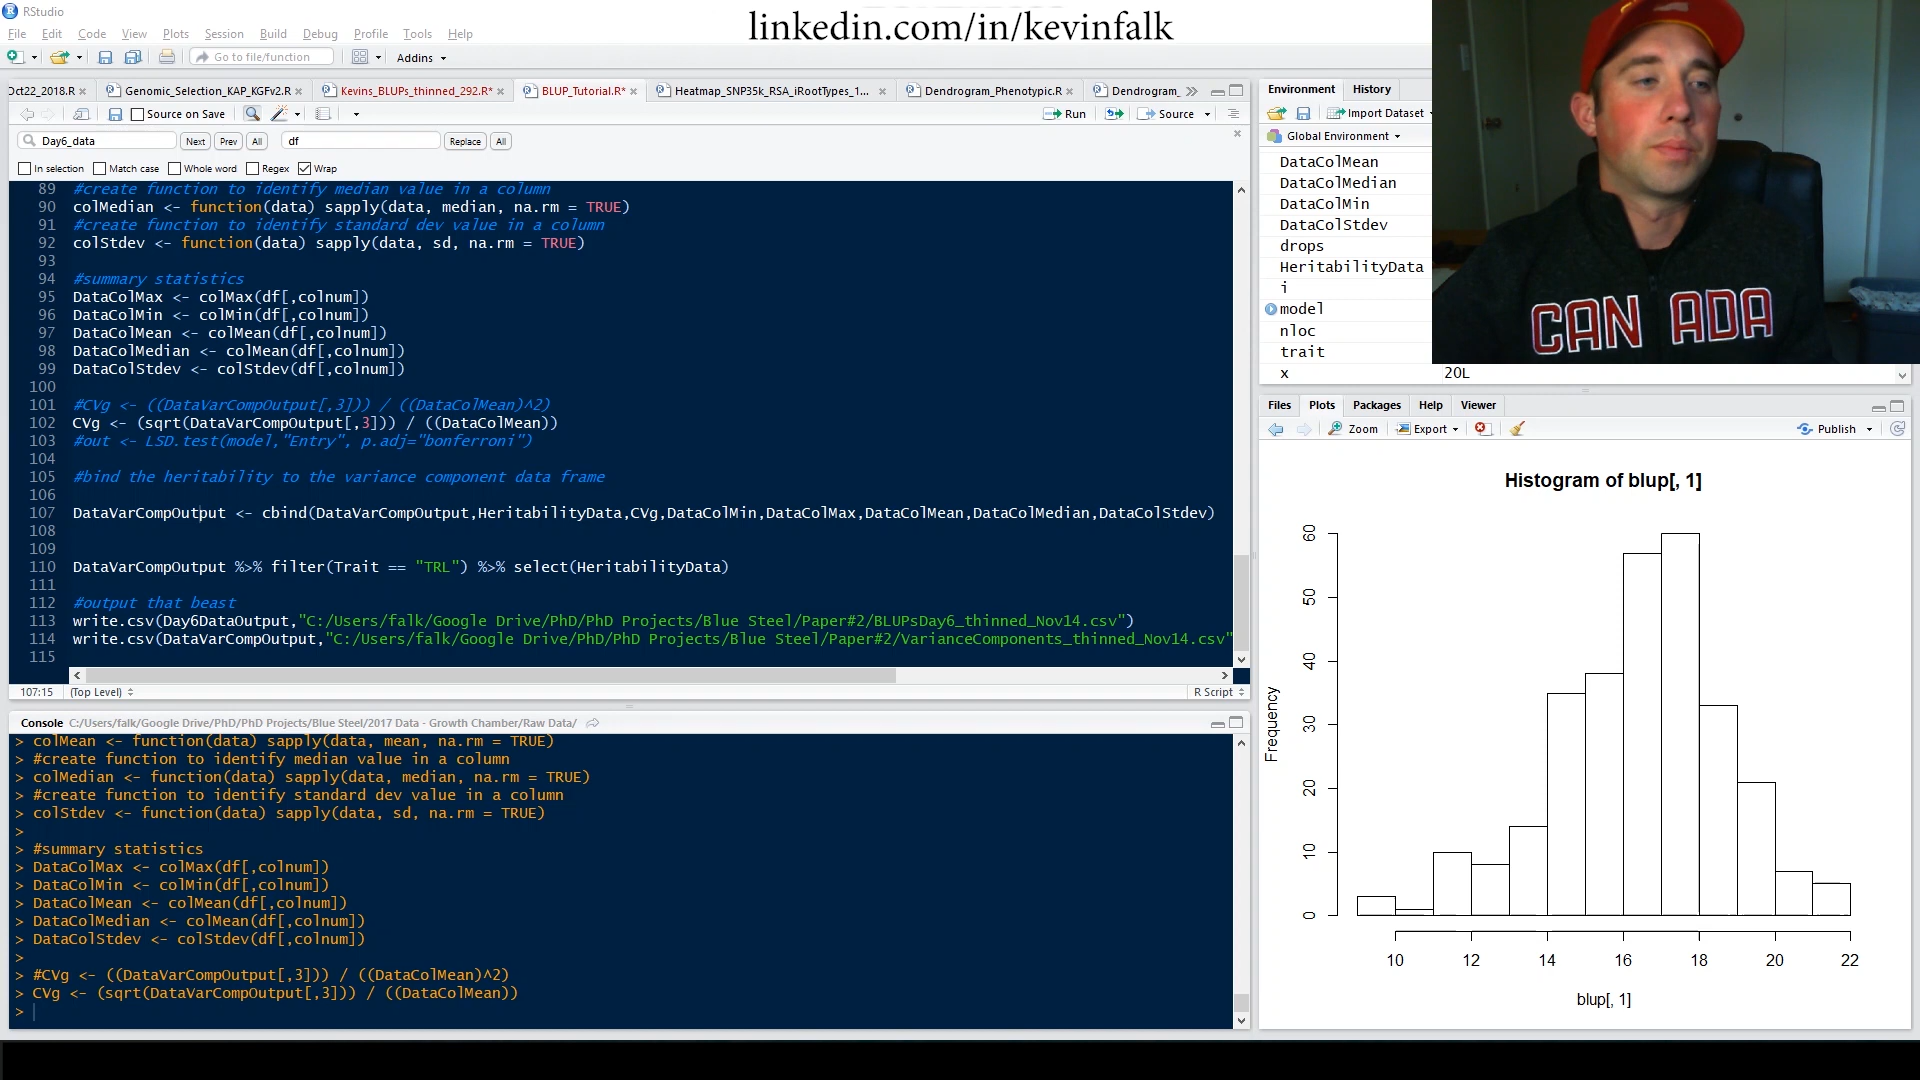 RStudio
linkedin.com/in/kevinfalk
File Edit Code View Plots Session Build Debug Profile Tools Help
Go to file/function Addins
Oct22_2018.R Genomic_Selection_KAP_KGFv2.R Kevins_BLUPs_thinned_292.R* BLUP_Tutorial.R* Heatmap_SNP35k_RSA_iRootTypes_1... Dendrogram_Phenotypic.R Dendrogram_
Source on Save Run Source
Day6_data Next Prev All df Replace All
In selection Match case Whole word Regex Wrap
89 #create function to identify median value in a column
90 colMedian <- function(data) sapply(data, median, na.rm = TRUE)
91 #create function to identify standard dev value in a column
92 colStdev <- function(data) sapply(data, sd, na.rm = TRUE)
93
94 #summary statistics
95 DataColMax <- colMax(df[,colnum])
96 DataColMin <- colMin(df[,colnum])
97 DataColMean <- colMean(df[,colnum])
98 DataColMedian <- colMean(df[,colnum])
99 DataColStdev <- colStdev(df[,colnum])
100
101 #CVg <- ((DataVarCompOutput[,3])) / ((DataColMean)^2)
102 CVg <- (sqrt(DataVarCompOutput[,3])) / ((DataColMean))
103 #out <- LSD.test(model,"Entry", p.adj="bonferroni")
104
105 #bind the heritability to the variance component data frame
106
107 DataVarCompOutput <- cbind(DataVarCompOutput,HeritabilityData,CVg,DataColMin,DataColMax,DataColMean,DataColMedian,DataColStdev)
108
109
110 DataVarCompOutput %>% filter(Trait == "TRL") %>% select(HeritabilityData)
111
112 #output that beast
113 write.csv(Day6DataOutput,"C:/Users/falk/Google Drive/PhD/PhD Projects/Blue Steel/Paper#2/BLUPsDay6_thinned_Nov14.csv")
114 write.csv(DataVarCompOutput,"C:/Users/falk/Google Drive/PhD/PhD Projects/Blue Steel/Paper#2/VarianceComponents_thinned_Nov14.csv"
115
107:15 (Top Level) R Script
Console C:/Users/falk/Google Drive/PhD/PhD Projects/Blue Steel/2017 Data - Growth Chamber/Raw Data/
> colMean <- function(data) sapply(data, mean, na.rm = TRUE)
> #create function to identify median value in a column
> colMedian <- function(data) sapply(data, median, na.rm = TRUE)
> #create function to identify standard dev value in a column
> colStdev <- function(data) sapply(data, sd, na.rm = TRUE)
>
> #summary statistics
> DataColMax <- colMax(df[,colnum])
> DataColMin <- colMin(df[,colnum])
> DataColMean <- colMean(df[,colnum])
> DataColMedian <- colMean(df[,colnum])
> DataColStdev <- colStdev(df[,colnum])
>
> #CVg <- ((DataVarCompOutput[,3])) / ((DataColMean)^2)
> CVg <- (sqrt(DataVarCompOutput[,3])) / ((DataColMean))
>
Environment History
Import Dataset
Global Environment
DataColMean
DataColMedian
DataColMin
DataColStdev
drops
HeritabilityData
i
model
nloc
trait
x 20L
CAN ADA
Files Plots Packages Help Viewer
Zoom Export Publish
Histogram of blup[, 1]
Frequency
60
50
40
30
20
10
0
10 12 14 16 18 20 22
blup[, 1]